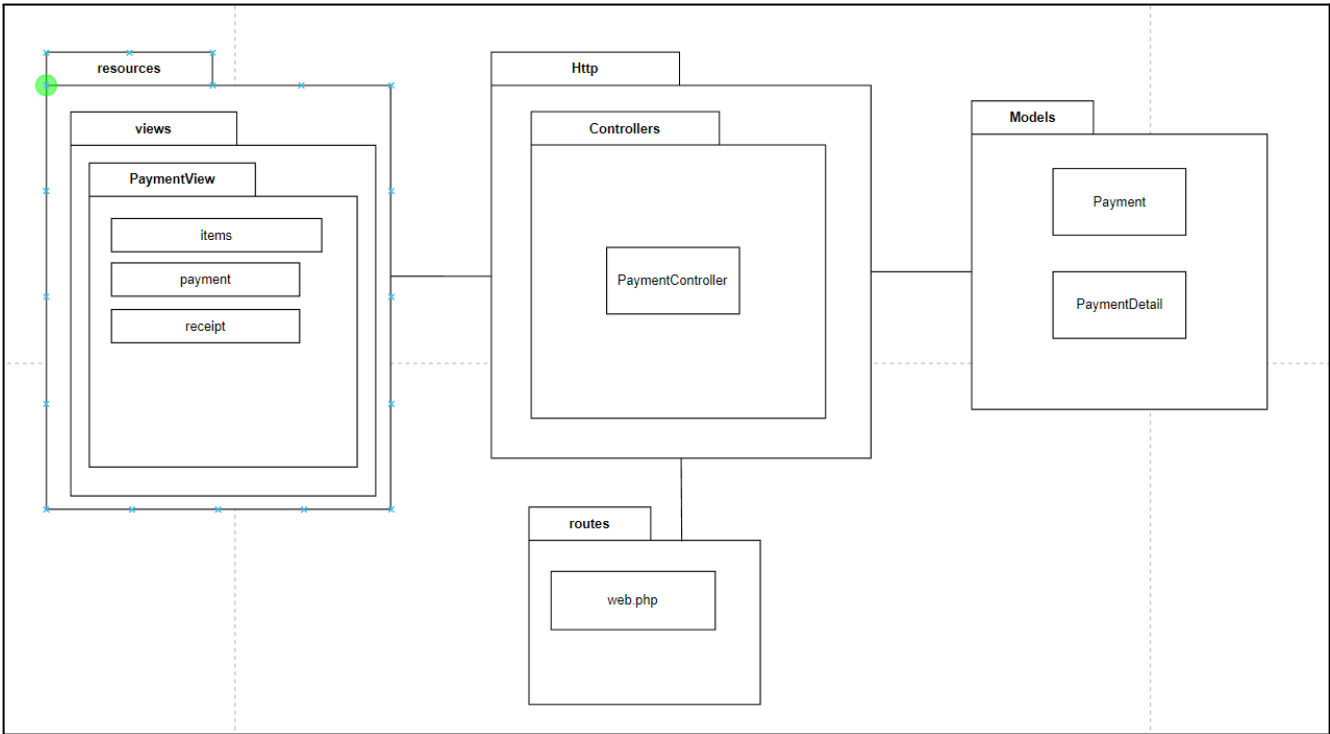 resources
views
PaymentView
items
payment
receipt
Http
Controllers
PaymentController
Models
Payment
PaymentDetail
routes
web.php